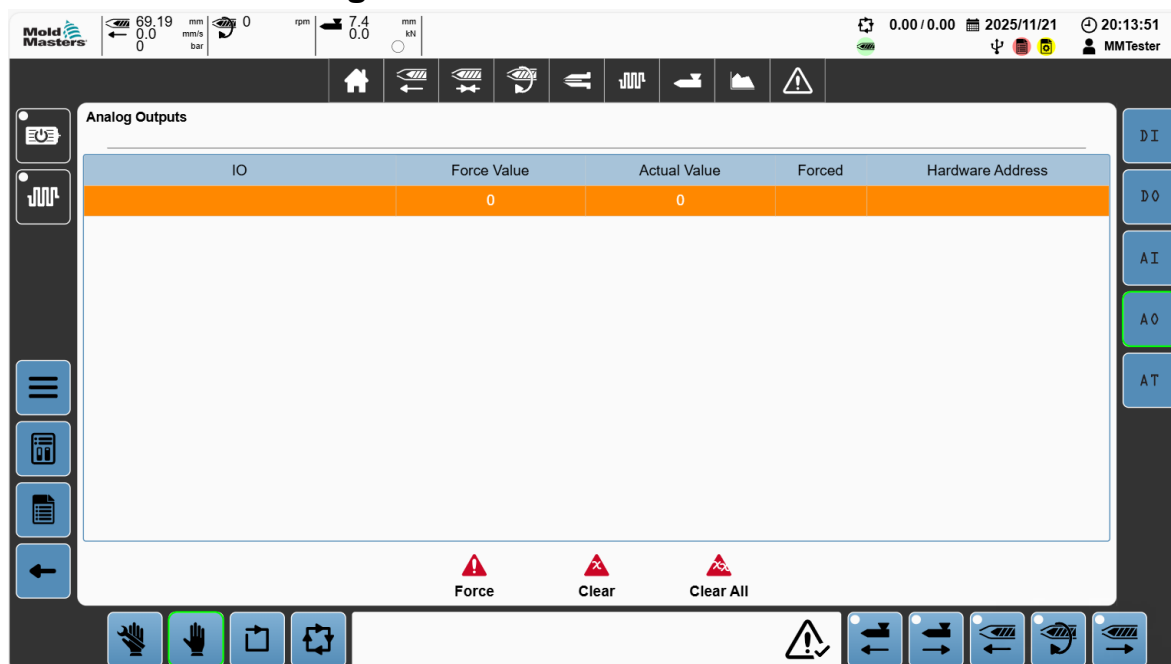 Mold
Masters
69.19 mm
0.0 mm/s
0 bar
0 rpm
7.4 mm
0.0 kN
0.00 / 0.00
2025/11/21
20:13:51
MMTester
Analog Outputs
IO Force Value Actual Value Forced Hardware Address
0 0
DI
DO
AI
AO
AT
Force Clear Clear All